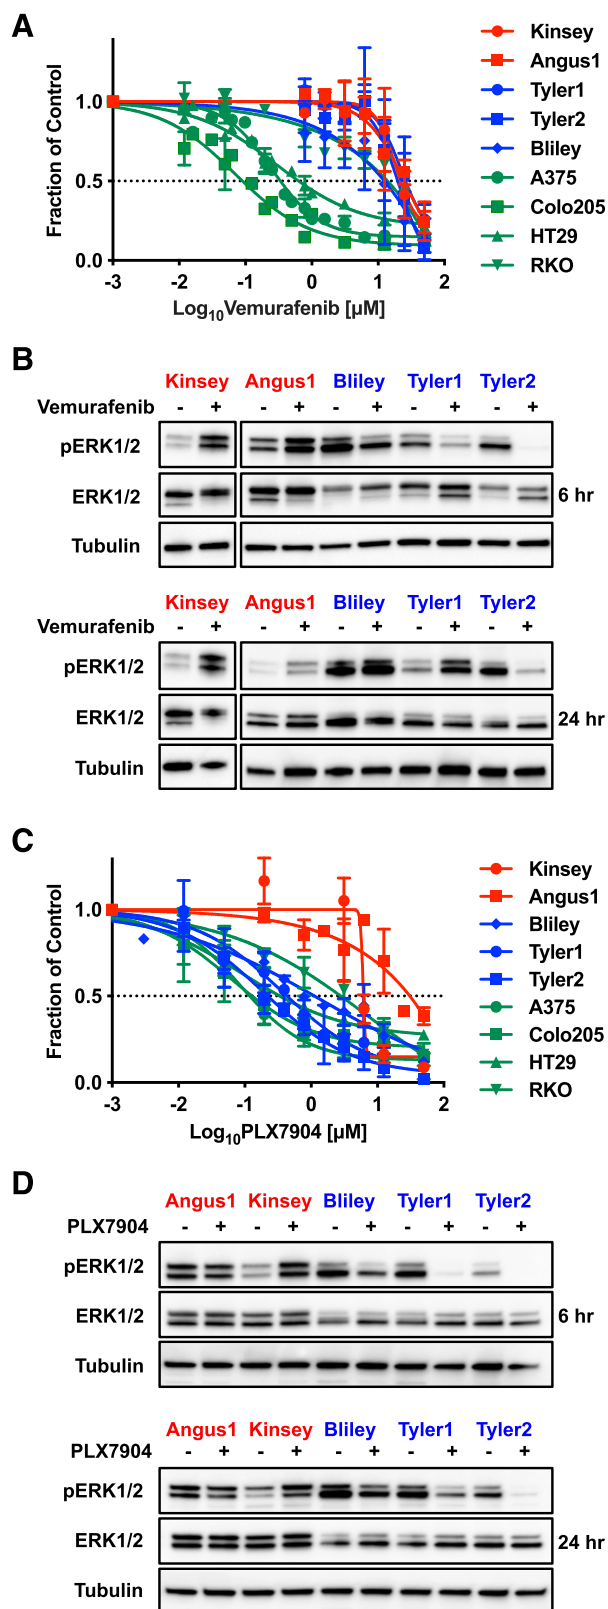 A
Fraction of Control
1.0
0.5
0.0
-3 -2 -1 0 1 2
Log10Vemurafenib [µM]
Kinsey
Angus1
Tyler1
Tyler2
Bliley
A375
Colo205
HT29
RKO
B
Kinsey Angus1 Bliley Tyler1 Tyler2
Vemurafenib - + - + - + - + - +
pERK1/2
ERK1/2 6 hr
Tubulin
Kinsey Angus1 Bliley Tyler1 Tyler2
Vemurafenib - + - + - + - + - +
pERK1/2
ERK1/2 24 hr
Tubulin
C
Fraction of Control
1.0
0.5
0.0
-3 -2 -1 0 1 2
Log10PLX7904 [µM]
Kinsey
Angus1
Bliley
Tyler1
Tyler2
A375
Colo205
HT29
RKO
D
Angus1 Kinsey Bliley Tyler1 Tyler2
PLX7904 - + - + - + - + - +
pERK1/2
ERK1/2 6 hr
Tubulin
Angus1 Kinsey Bliley Tyler1 Tyler2
PLX7904 - + - + - + - + - +
pERK1/2
ERK1/2 24 hr
Tubulin